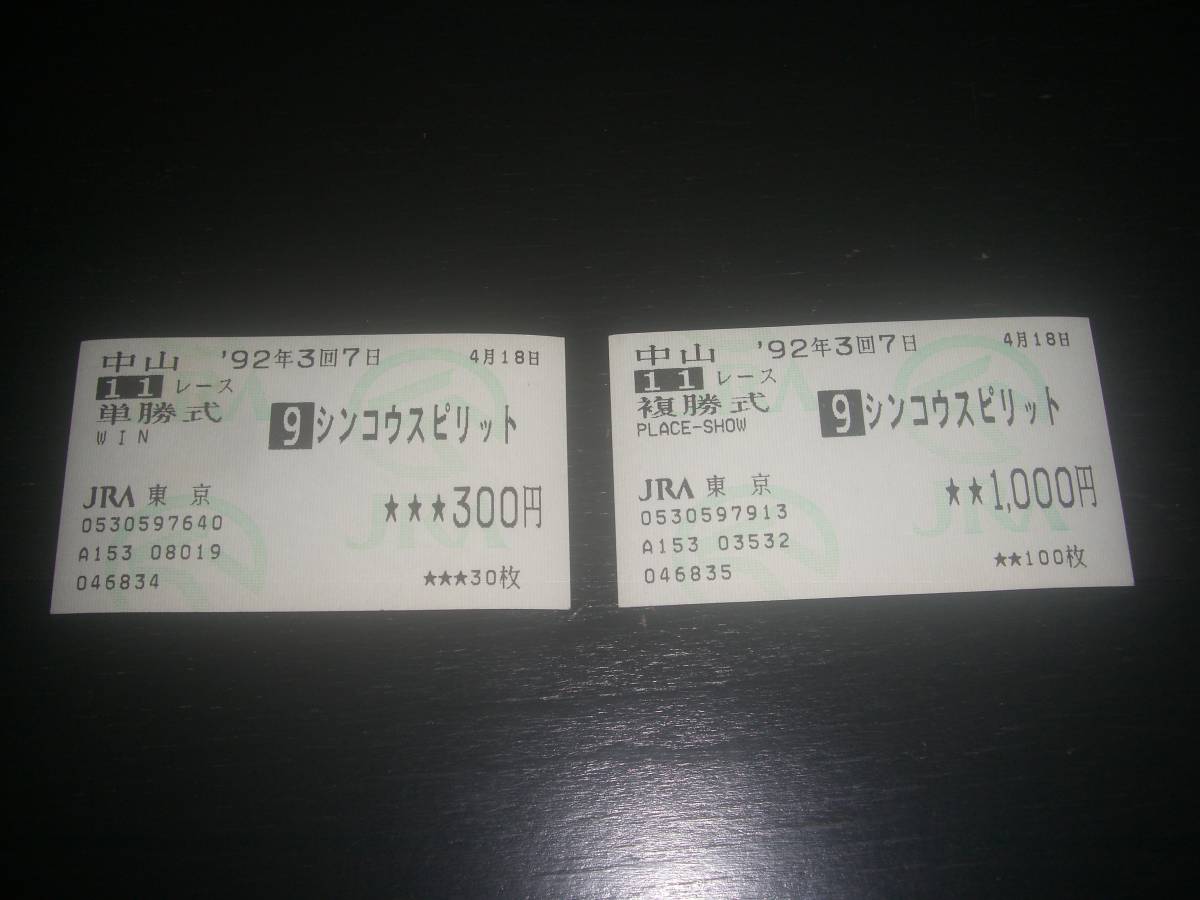 中山 '92年3回7日 4月18日
11レース
単勝式
WIN
9 シンコウスピリット
JRA 東京 ★★★300円
0530597640
A153 08019
046834 ★★★30枚
中山 '92年3回7日 4月18日
11レース
複勝式
PLACE-SHOW
9 シンコウスピリット
JRA 東京 ★★1,000円
0530597913
A153 03532
046835 ★★100枚